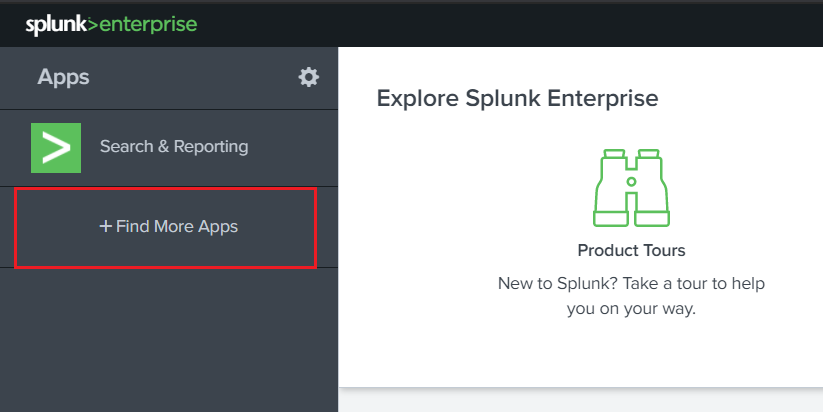 splunk>enterprise
Apps
Search & Reporting
+ Find More Apps
Explore Splunk Enterprise
Product Tours
New to Splunk? Take a tour to help
you on your way.